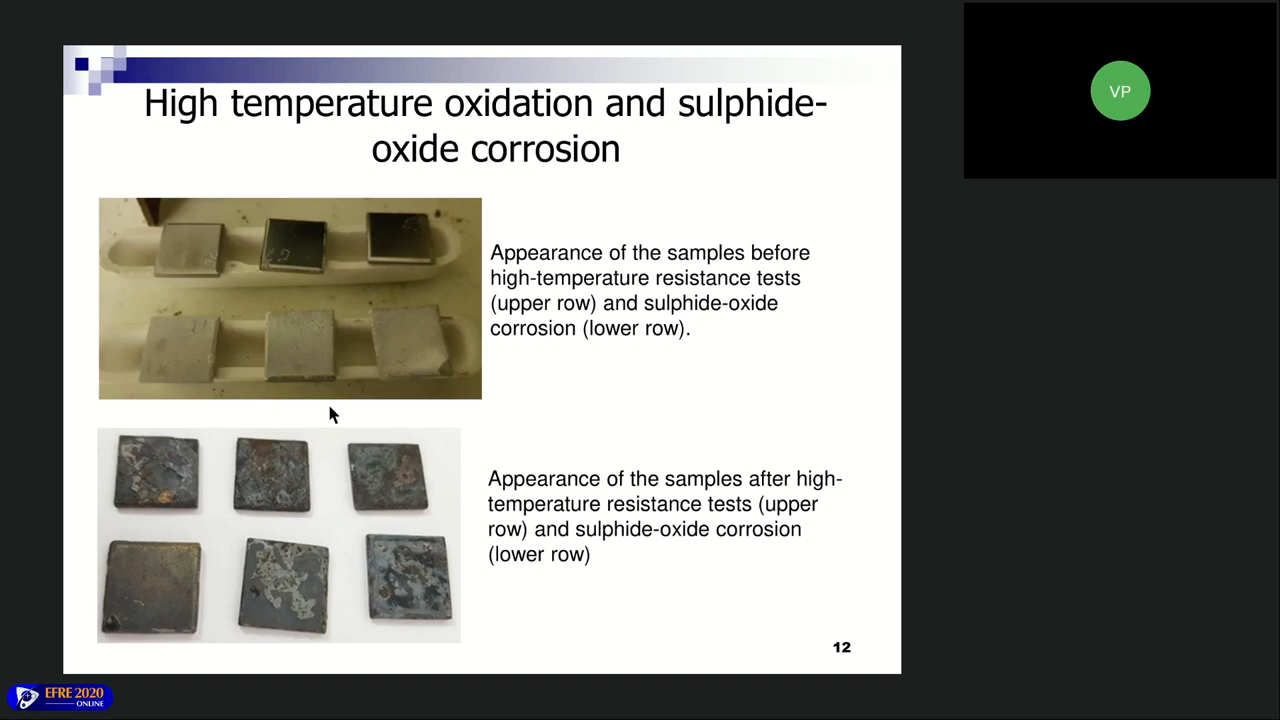 High temperature oxidation and sulphide-
oxide corrosion
Appearance of the samples before
high-temperature resistance tests
(upper row) and sulphide-oxide
corrosion (lower row).
Appearance of the samples after high-
temperature resistance tests (upper
row) and sulphide-oxide corrosion
(lower row)
12
VP
EFRE 2020
ONLINE